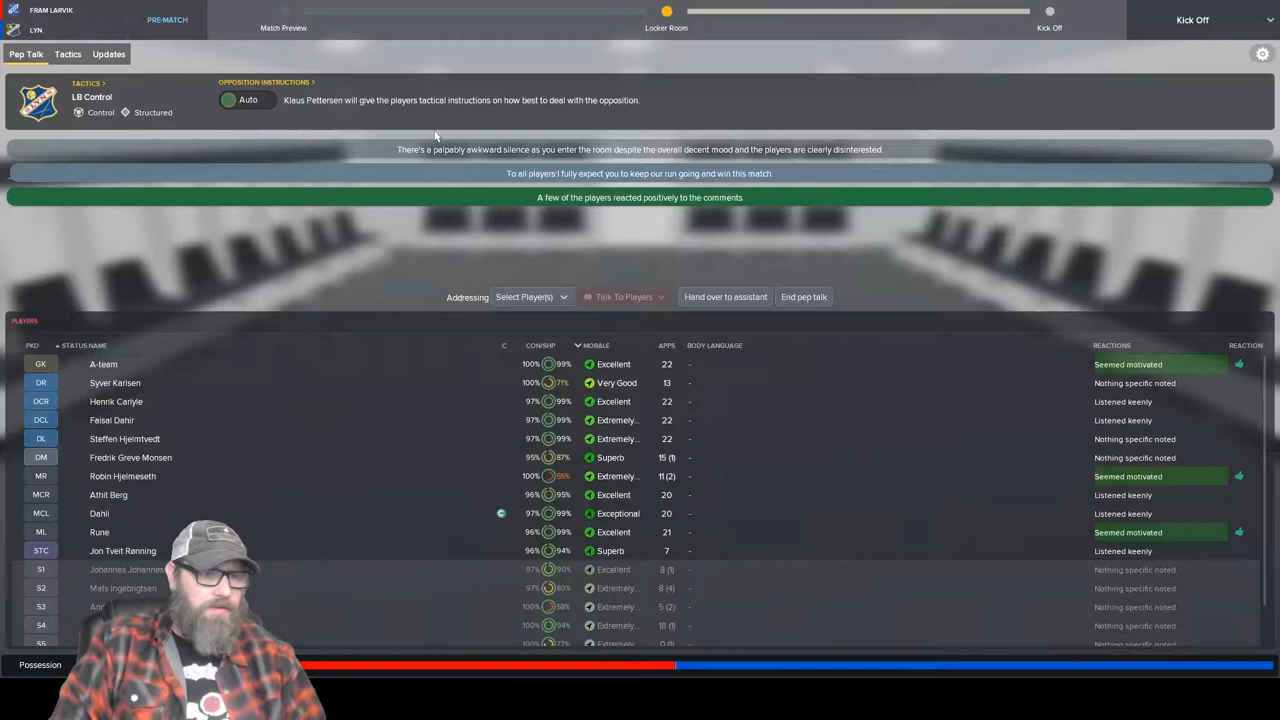 FRAM LARVIK
LYN
PRE-MATCH
Match Preview
Locker Room
Kick Off
Kick Off
Pep Talk Tactics Updates
TACTICS >
LB Control
Control Structured
OPPOSITION INSTRUCTIONS >
Auto Klaus Pettersen will give the players tactical instructions on how best to deal with the opposition.
There's a palpably awkward silence as you enter the room despite the overall decent mood and the players are clearly disinterested.
To all players:I fully expect you to keep our run going and win this match.
A few of the players reacted positively to the comments
Addressing Select Player(s) Talk To Players Hand over to assistant End pep talk
PLAYERS
PKD STATUS NAME C CON/SHP MORALE APPS BODY LANGUAGE REACTIONS REACTION
GK A-team 100% 99% Excellent 22 - Seemed motivated
DR Syver Karlsen 100% 71% Very Good 13 - Nothing specific noted
DCR Henrik Carlyle 97% 99% Excellent 22 - Listened keenly
DCL Faisal Dahir 97% 99% Extremely... 22 - Listened keenly
DL Steffen Hjelmtvedt 97% 99% Extremely... 22 - Nothing specific noted
DM Fredrik Greve Monsen 95% 87% Superb 15 (1) - Nothing specific noted
MR Robin Hjelmeseth 100% 55% Extremely... 11 (2) - Seemed motivated
MCR Athit Berg 96% 95% Excellent 20 - Listened keenly
MCL Dahli C 97% 99% Exceptional 20 - Listened keenly
ML Rune 96% 99% Excellent 21 - Seemed motivated
STC Jon Tveit Rønning 96% 94% Superb 7 - Listened keenly
S1 Johannes Johannes 97% 90% Excellent 8 (1) - Nothing specific noted
S2 Mats Ingebrigtsen 97% 80% Extremely... 8 (4) - Nothing specific noted
S3 100% 58% Extremely... 5 (2) - Nothing specific noted
S4 100% 94% Extremely... 18 (1) - Nothing specific noted
S5 100% 77% Extremely... 0 (1) - Nothing specific noted
Possession